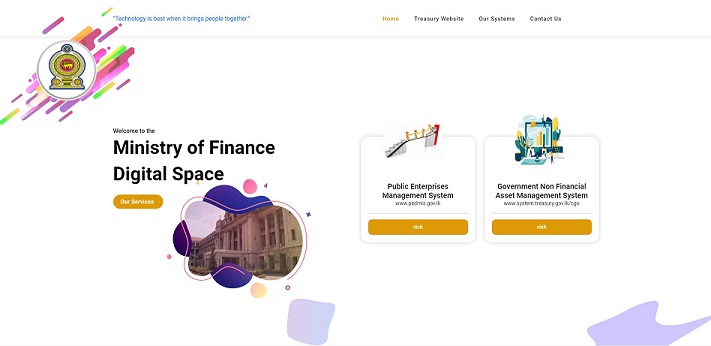 "Technology is best when it brings people together."
Home Treasury Website Our Systems Contact Us
Welcome to the
Ministry of Finance
Digital Space
Our Services
Public Enterprises
Management System
www.pedmis.gov.lk
visit
Government Non Financial
Asset Management System
www.system.treasury.gov.lk/cgo
visit